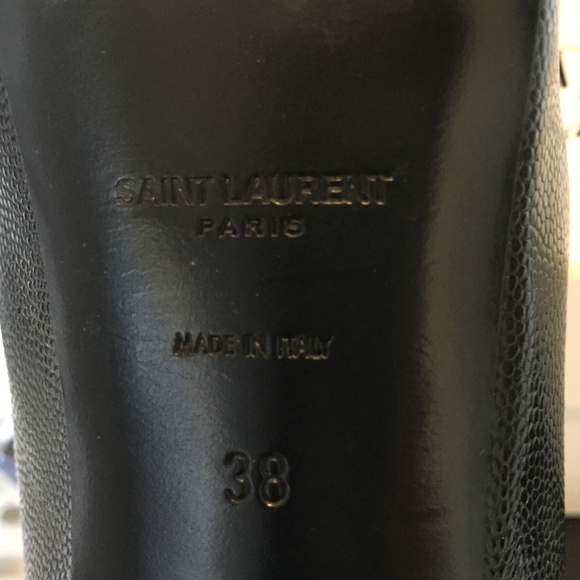 SAINT LAURENT
PARIS
MADE IN ITALY
38